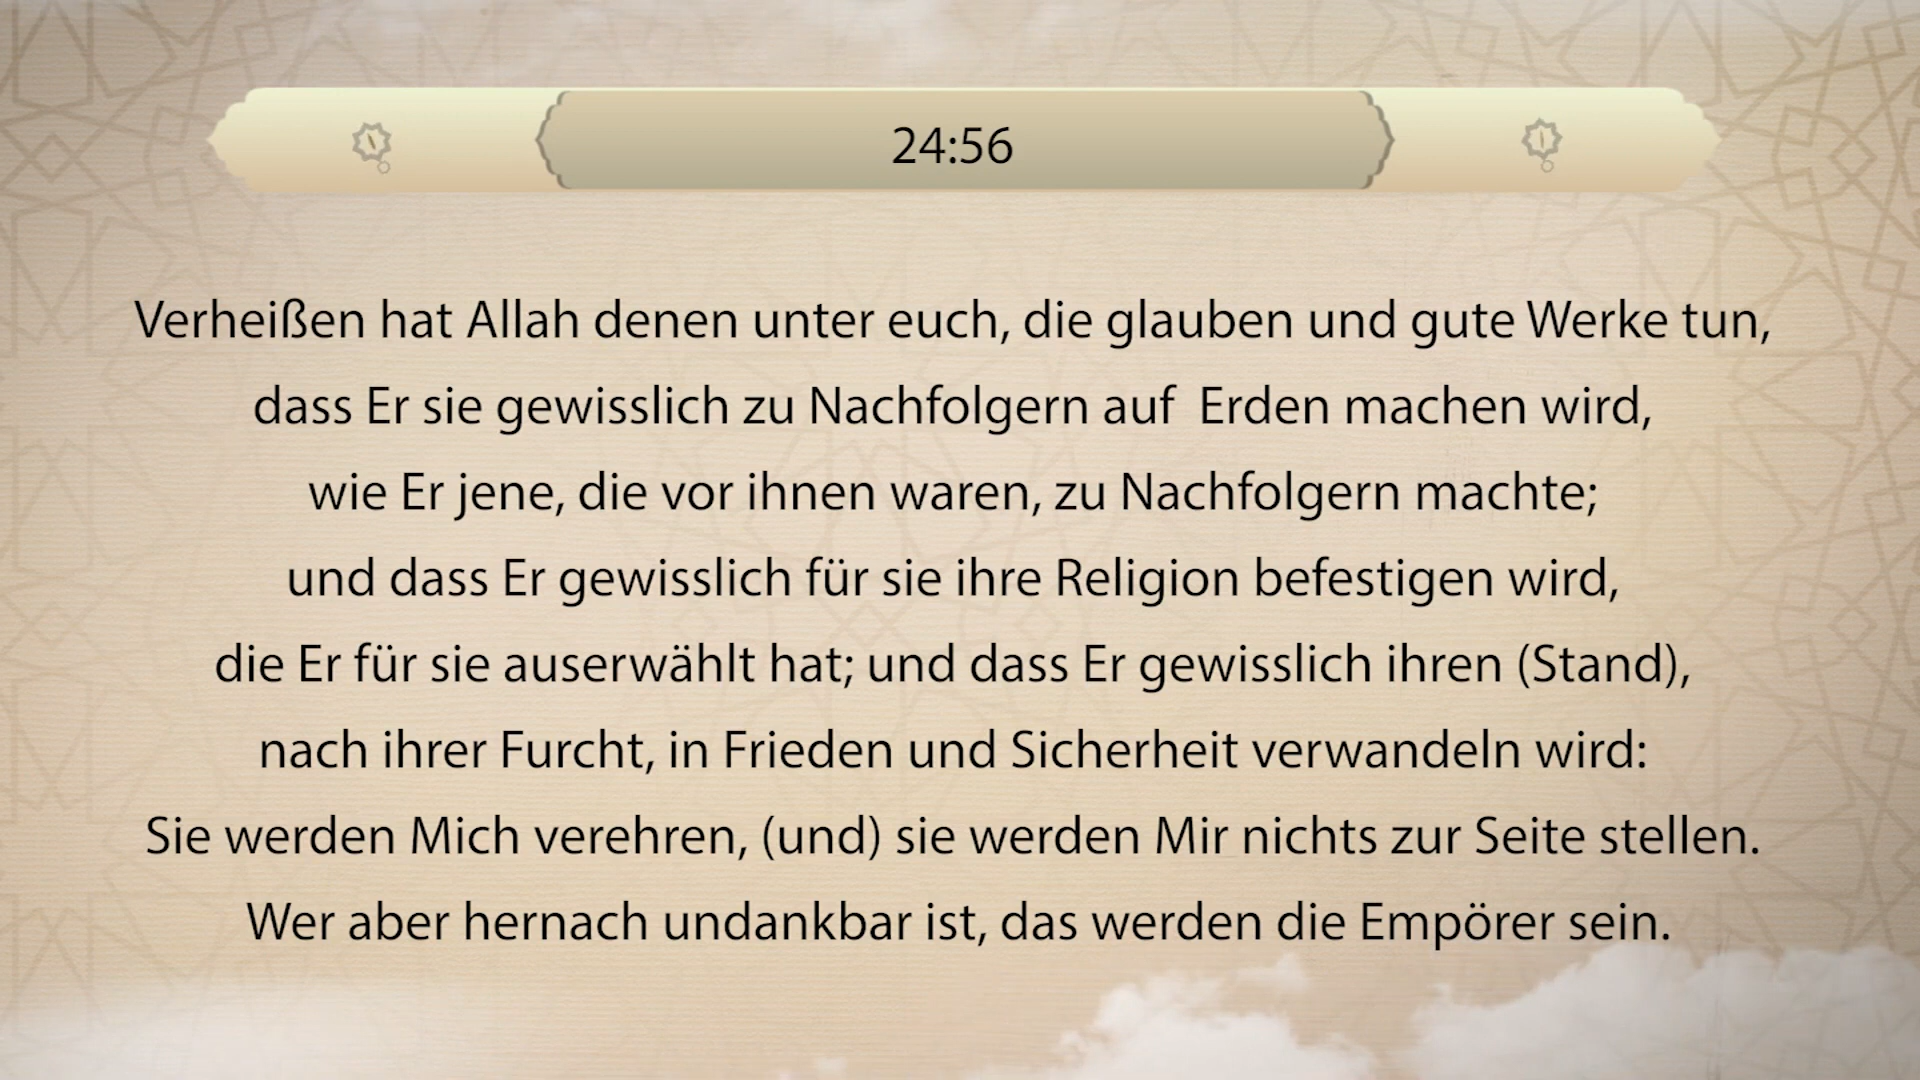 24:56
Verheißen hat Allah denen unter euch, die glauben und gute Werke tun,
dass Er sie gewisslich zu Nachfolgern auf  Erden machen wird,
wie Er jene, die vor ihnen waren, zu Nachfolgern machte;
und dass Er gewisslich für sie ihre Religion befestigen wird,
die Er für sie auserwählt hat; und dass Er gewisslich ihren (Stand),
nach ihrer Furcht, in Frieden und Sicherheit verwandeln wird:
Sie werden Mich verehren, (und) sie werden Mir nichts zur Seite stellen.
Wer aber hernach undankbar ist, das werden die Empörer sein.